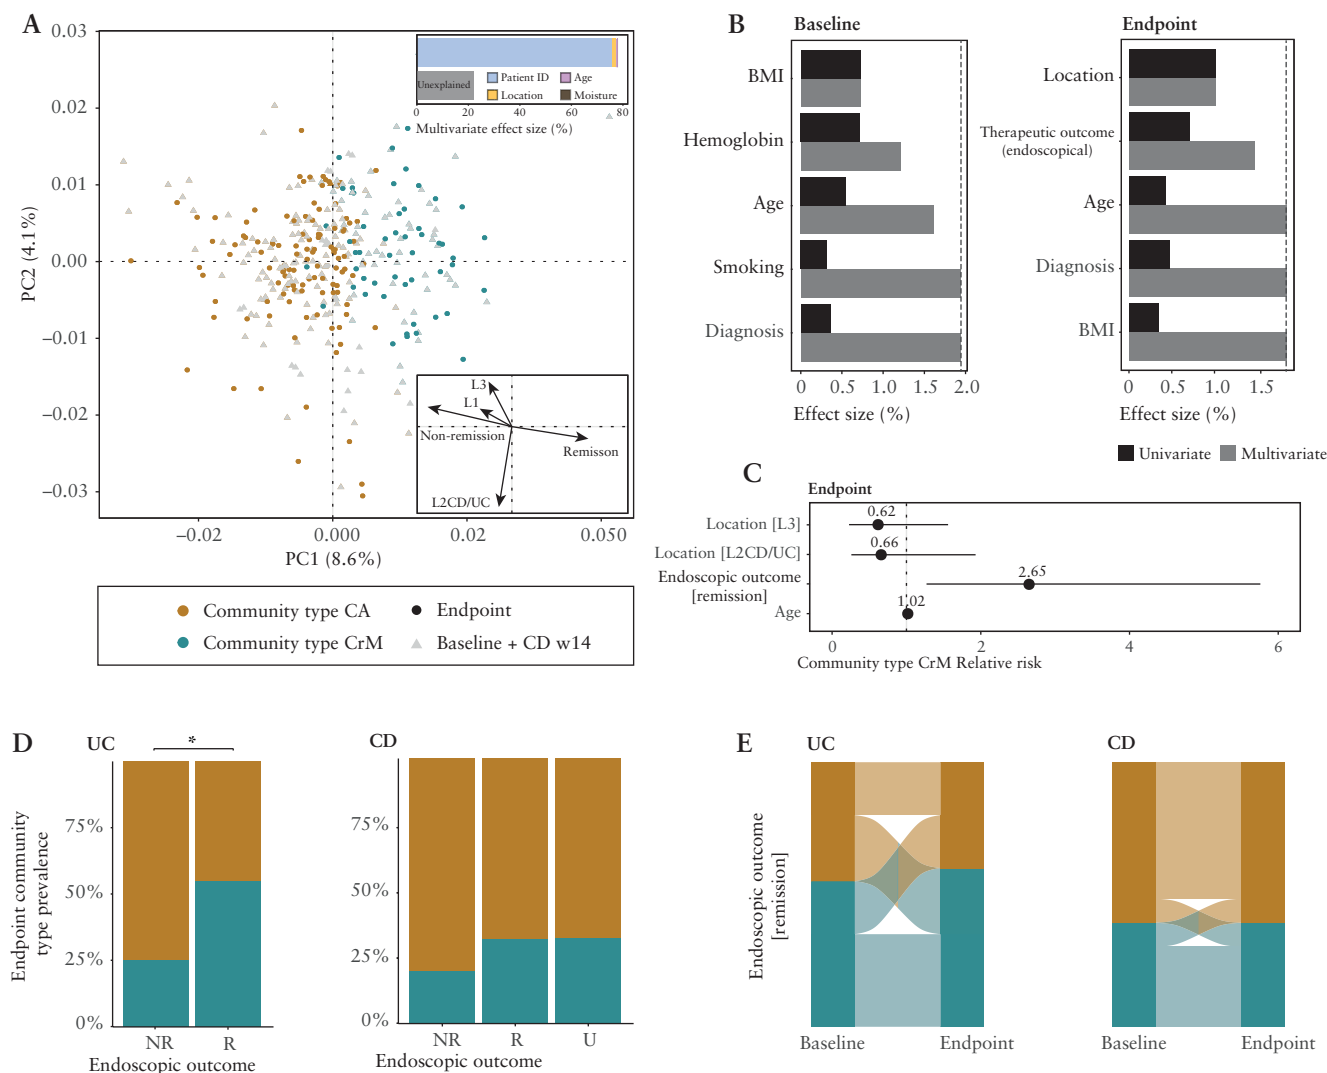 A
0.03
0.02
0.01
0.00
−0.01
−0.02
−0.03
PC2 (4.1%)
−0.02
0.000
0.02
0.050
PC1 (8.6%)
Unexplained
Patient ID
Age
Location
Moisture
0
20
40
60
80
Multivariate effect size (%)
L3
L1
Non-remission
Remisson
L2CD/UC
Community type CA
Endpoint
Community type CrM
Baseline + CD w14
B
Baseline
BMI
Hemoglobin
Age
Smoking
Diagnosis
0
0.5
1.0
1.5
2.0
Effect size (%)
Endpoint
Location
Therapeutic outcome
(endoscopical)
Age
Diagnosis
BMI
0
0.5
1.0
1.5
Effect size (%)
Univariate
Multivariate
C
Endpoint
Location [L3]
0.62
Location [L2CD/UC]
0.66
Endoscopic outcome
[remission]
2.65
Age
1.02
0
2
4
6
Community type CrM Relative risk
D
UC
*
75%
50%
25%
0%
Endpoint community
type prevalence
NR
R
Endoscopic outcome
CD
75%
50%
25%
0%
NR
R
U
Endoscopic outcome
E
UC
Endoscopic outcome
[remission]
Baseline
Endpoint
CD
Baseline
Endpoint